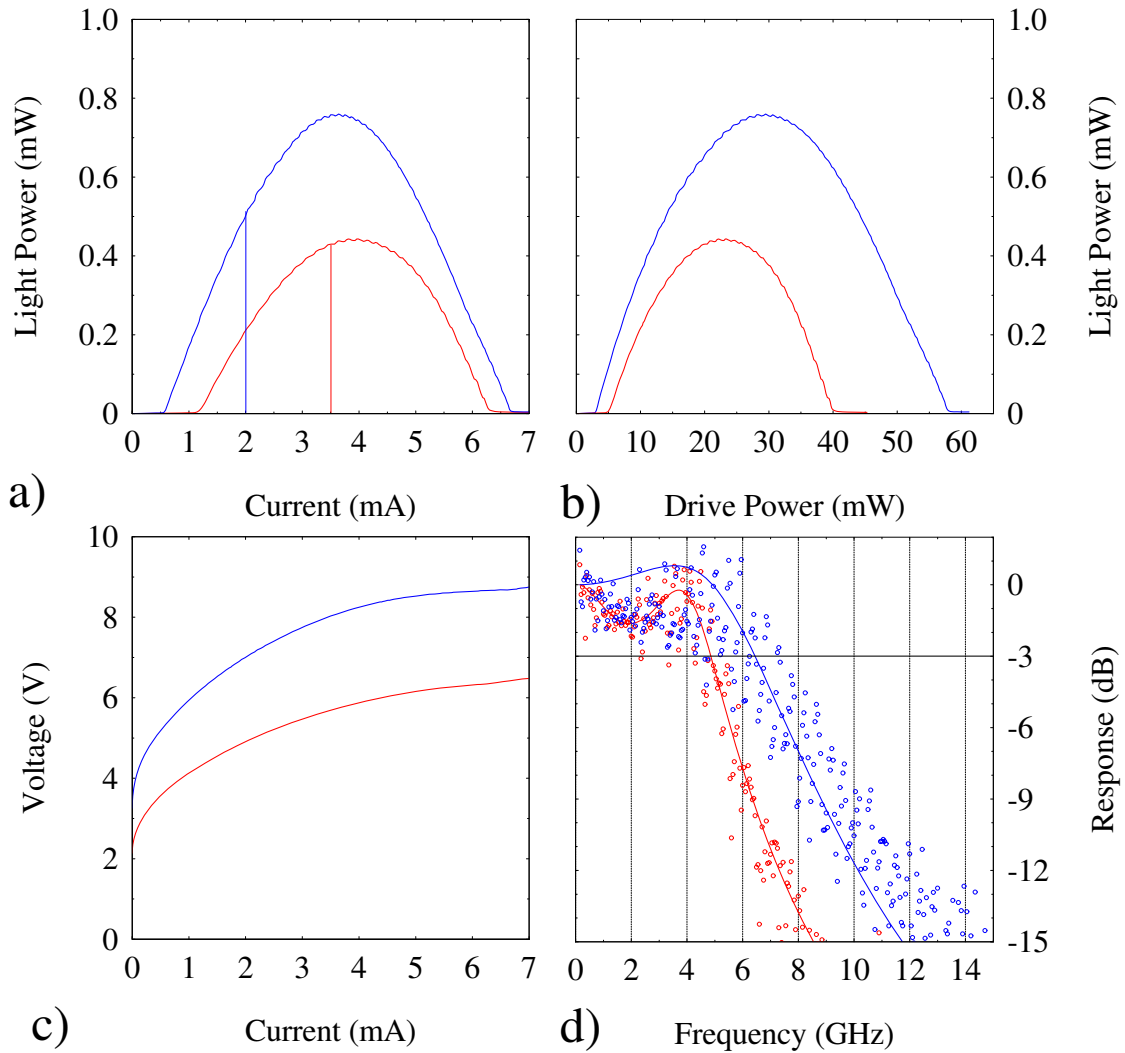 1.0
0.8
0.6
0.4
0.2
0
Light Power (mW)
0 1 2 3 4 5 6 7
a)
Current (mA)
1.0
0.8
0.6
0.4
0.2
0
Light Power (mW)
0 10 20 30 40 50 60
b)
Drive Power (mW)
10
8
6
4
2
0
Voltage (V)
0 1 2 3 4 5 6 7
c)
Current (mA)
0
-3
-6
-9
-12
-15
Response (dB)
0 2 4 6 8 10 12 14
d)
Frequency (GHz)